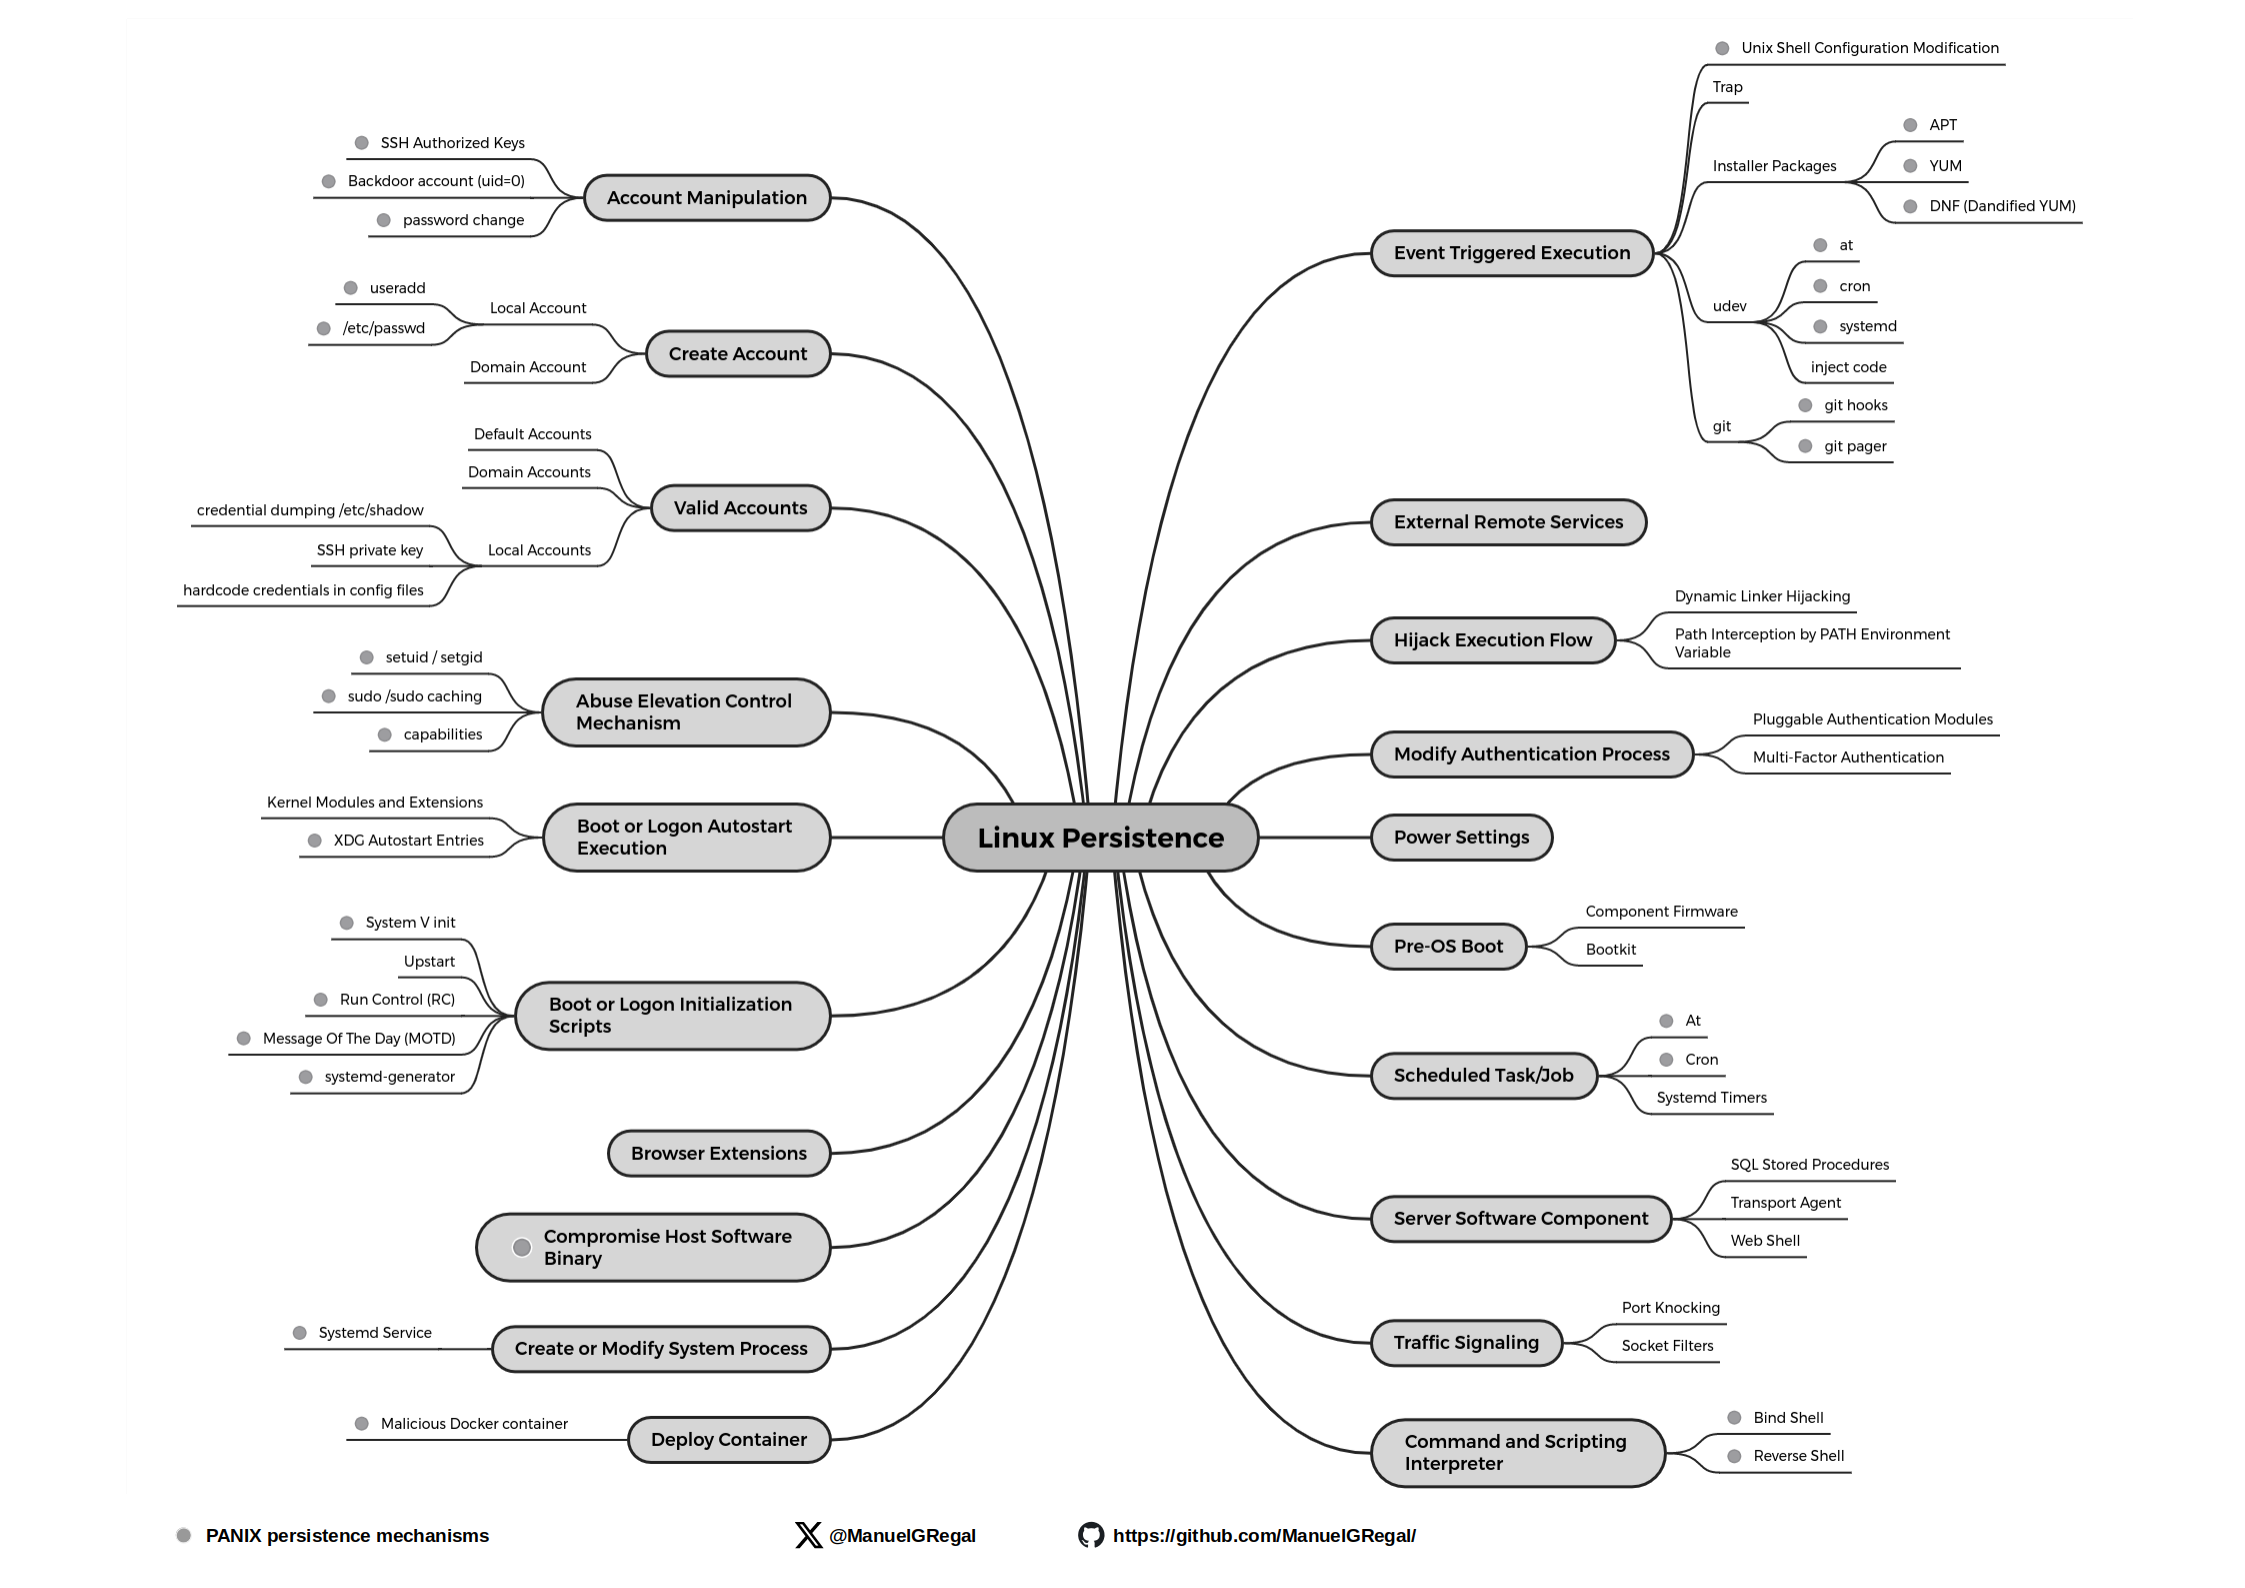 Linux Persistence
Account Manipulation
SSH Authorized Keys
Backdoor account (uid=0)
password change
Create Account
Local Account
useradd
/etc/passwd
Domain Account
Valid Accounts
Default Accounts
Domain Accounts
Local Accounts
credential dumping /etc/shadow
SSH private key
hardcode credentials in config files
Abuse Elevation Control
Mechanism
setuid / setgid
sudo /sudo caching
capabilities
Boot or Logon Autostart
Execution
Kernel Modules and Extensions
XDG Autostart Entries
Boot or Logon Initialization
Scripts
System V init
Upstart
Run Control (RC)
Message Of The Day (MOTD)
systemd-generator
Browser Extensions
Compromise Host Software
Binary
Create or Modify System Process
Systemd Service
Deploy Container
Malicious Docker container
Event Triggered Execution
Unix Shell Configuration Modification
Trap
Installer Packages
APT
YUM
DNF (Dandified YUM)
udev
at
cron
systemd
inject code
git
git hooks
git pager
External Remote Services
Hijack Execution Flow
Dynamic Linker Hijacking
Path Interception by PATH Environment
Variable
Modify Authentication Process
Pluggable Authentication Modules
Multi-Factor Authentication
Power Settings
Pre-OS Boot
Component Firmware
Bootkit
Scheduled Task/Job
At
Cron
Systemd Timers
Server Software Component
SQL Stored Procedures
Transport Agent
Web Shell
Traffic Signaling
Port Knocking
Socket Filters
Command and Scripting
Interpreter
Bind Shell
Reverse Shell
PANIX persistence mechanisms
@ManuelGRegal
https://github.com/ManuelGRegal/